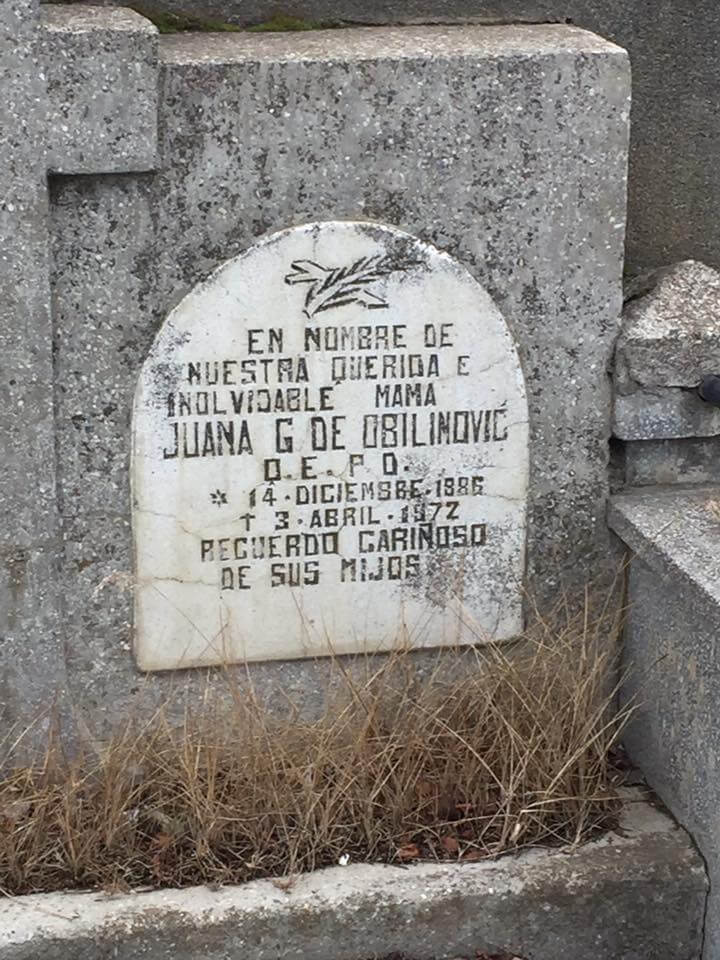 EN NOMBRE DE
NUESTRA QUERIDA E
INOLVIDABLE MAMA
JUANA G DE OBILINOVIC
Q.E.P.D.
* 14·DICIEMBRE·1886
† 3·ABRIL·1972
RECUERDO CARIÑOSO
DE SUS HIJOS